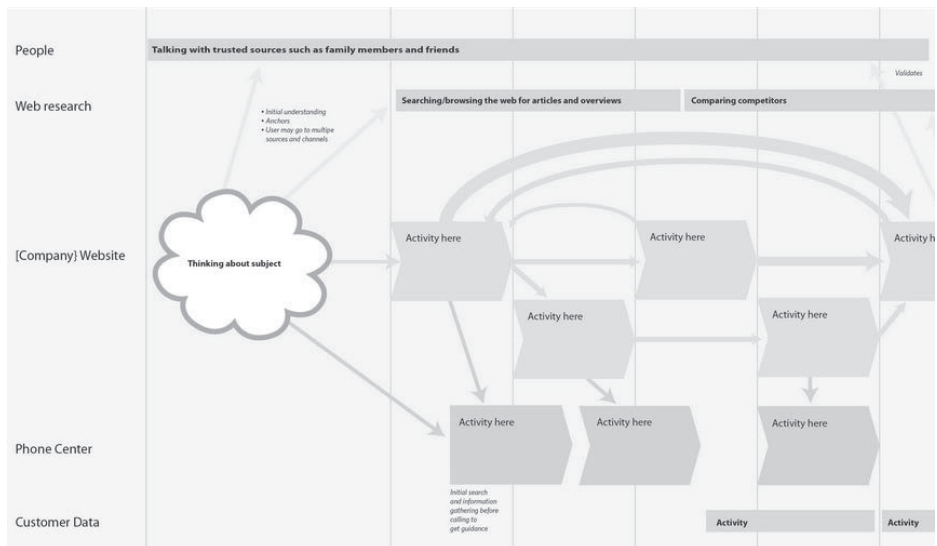 People
Talking with trusted sources such as family members and friends
Validates
Web research
Searching/browsing the web for articles and overviews
Comparing competitors
• Initial understanding
• Anchors
• User may go to multipe
sources and channels
[Company} Website
Thinking about subject
Activity here
Activity here
Activity h
Activity here
Activity here
Phone Center
Activity here
Activity here
Activity here
Initial search
and information
gathering before
calling to
get guidance
Customer Data
Activity
Activity